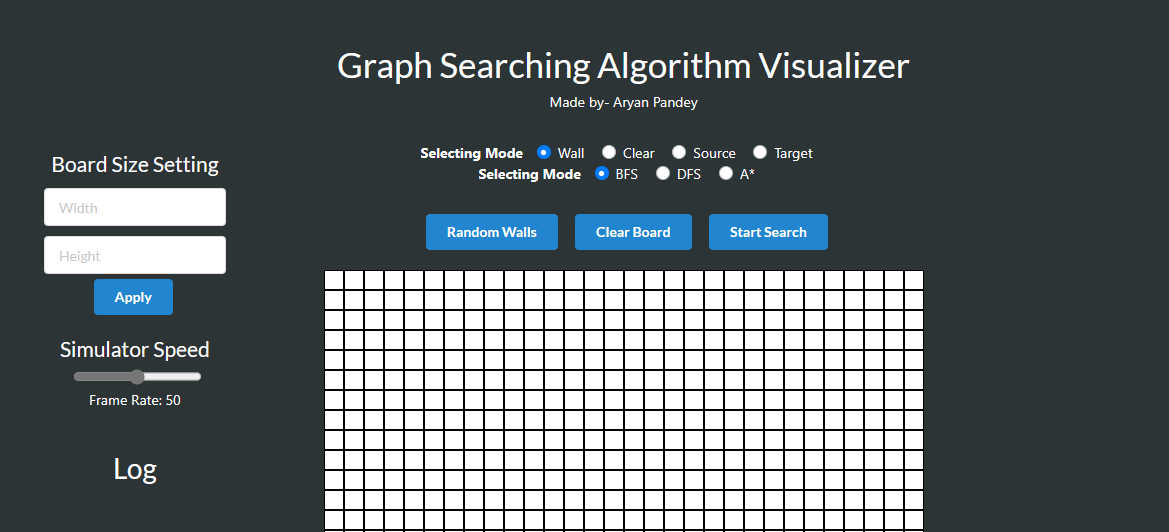 Graph Searching Algorithm Visualizer
Made by- Aryan Pandey
Selecting Mode Wall Clear Source Target
Selecting Mode BFS DFS A*
Random Walls Clear Board Start Search
Board Size Setting
Width
Height
Apply
Simulator Speed
Frame Rate: 50
Log